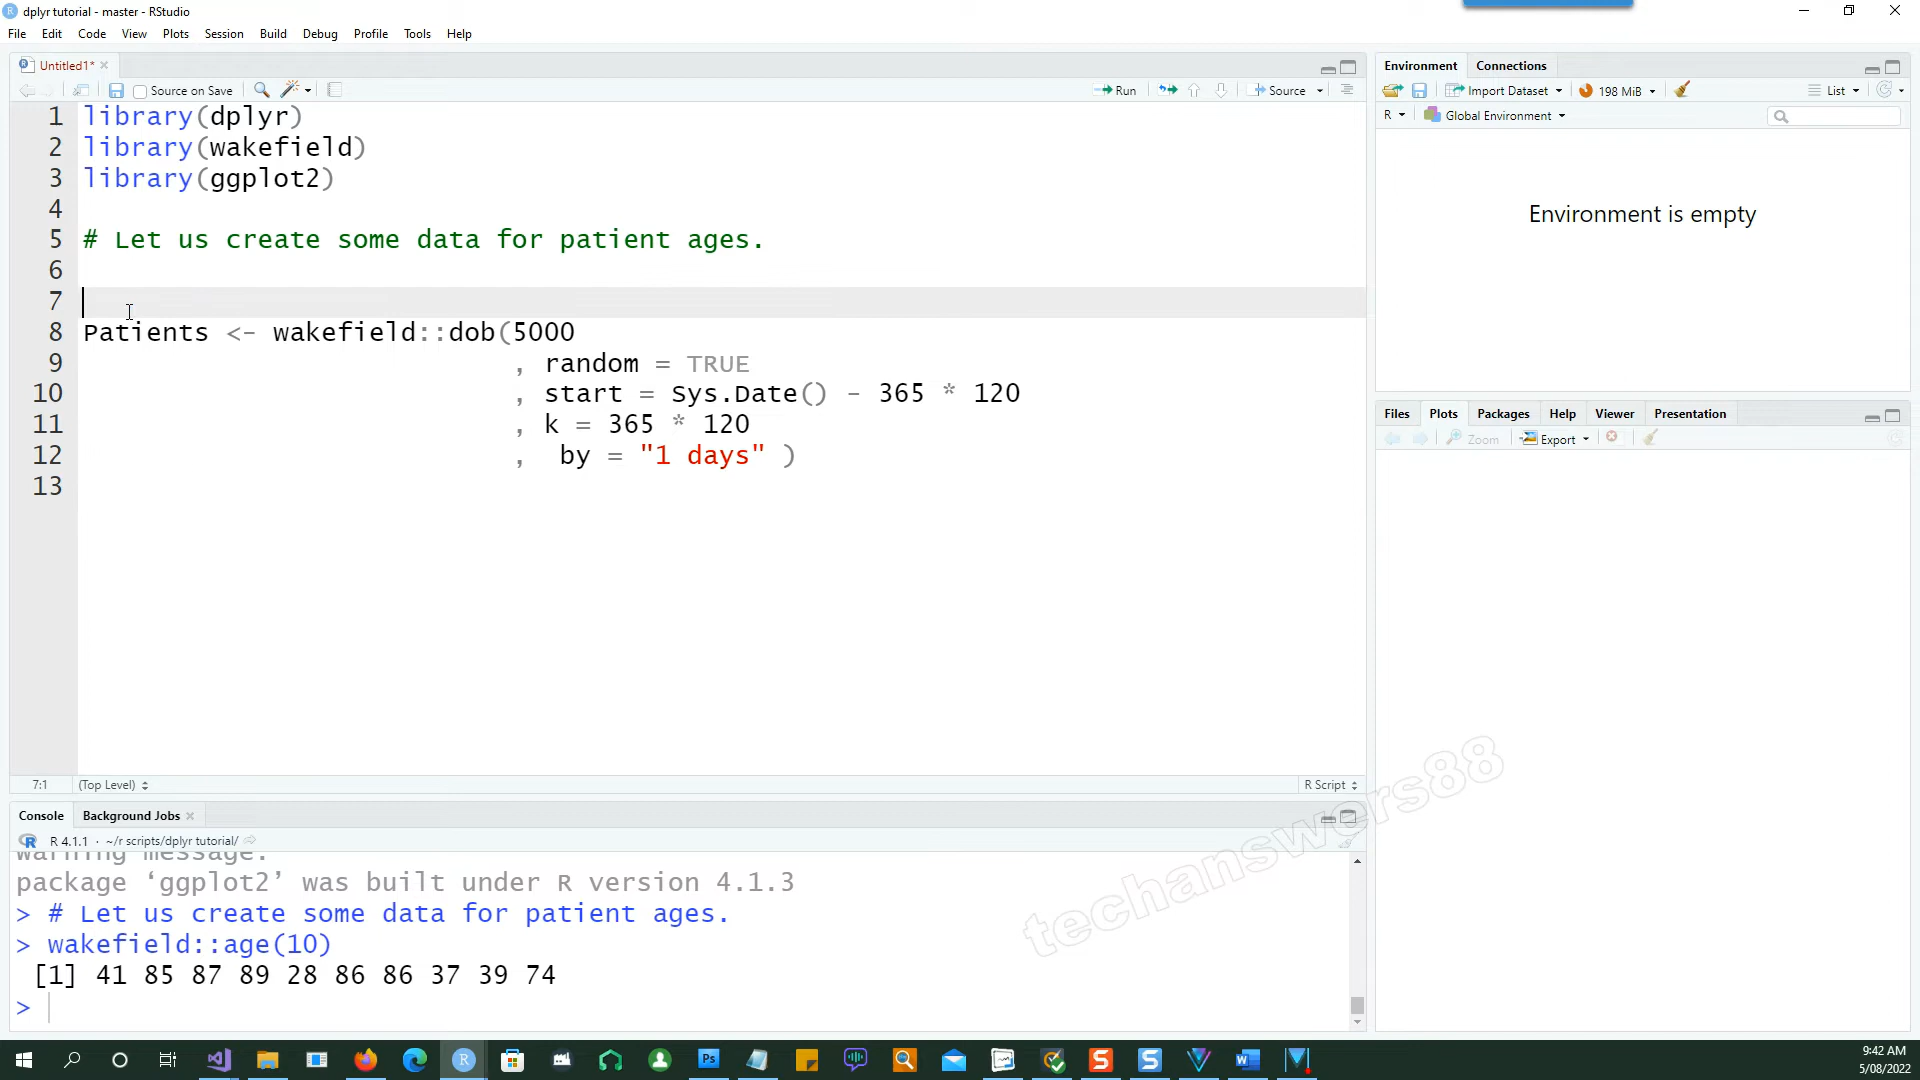 dplyr tutorial - master - RStudio
File Edit Code View Plots Session Build Debug Profile Tools Help
Untitled1*
Source on Save
Run
Source
1 library(dplyr)
2 library(wakefield)
3 library(ggplot2)
4
5 # Let us create some data for patient ages.
6
7
8 Patients <- wakefield::dob(5000
9 , random = TRUE
10 , start = Sys.Date() - 365 * 120
11 , k = 365 * 120
12 , by = "1 days" )
13
7:1 (Top Level) R Script
Console Background Jobs
R 4.1.1 · ~/r scripts/dplyr tutorial/
Warning message:
package ‘ggplot2’ was built under R version 4.1.3
> # Let us create some data for patient ages.
> wakefield::age(10)
[1] 41 85 87 89 28 86 86 37 39 74
>
Environment Connections
Import Dataset 198 MiB List
R Global Environment
Environment is empty
Files Plots Packages Help Viewer Presentation
Zoom Export
techanswers88
9:42 AM
5/08/2022